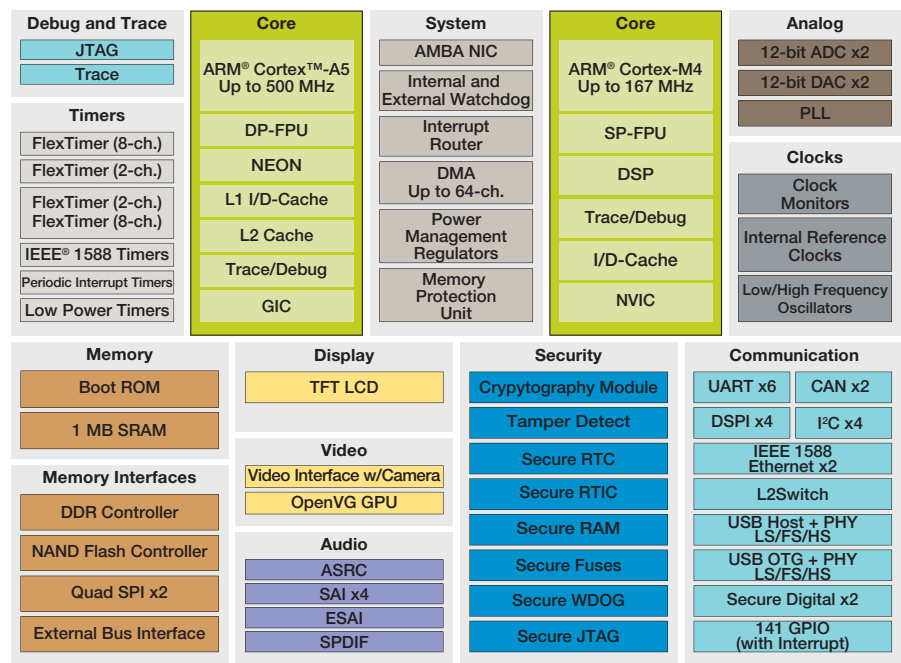 Debug and Trace
JTAG
Trace
Timers
FlexTimer (8-ch.)
FlexTimer (2-ch.)
FlexTimer (2-ch.)
FlexTimer (8-ch.)
IEEE® 1588 Timers
Periodic Interrupt Timers
Low Power Timers
Core
ARM® Cortex™-A5
Up to 500 MHz
DP-FPU
NEON
L1 I/D-Cache
L2 Cache
Trace/Debug
GIC
System
AMBA NIC
Internal and
External Watchdog
Interrupt
Router
DMA
Up to 64-ch.
Power
Management
Regulators
Memory
Protection
Unit
Core
ARM® Cortex-M4
Up to 167 MHz
SP-FPU
DSP
Trace/Debug
I/D-Cache
NVIC
Analog
12-bit ADC x2
12-bit DAC x2
PLL
Clocks
Clock
Monitors
Internal Reference
Clocks
Low/High Frequency
Oscillators
Memory
Boot ROM
1 MB SRAM
Memory Interfaces
DDR Controller
NAND Flash Controller
Quad SPI x2
External Bus Interface
Display
TFT LCD
Video
Video Interface w/Camera
OpenVG GPU
Audio
ASRC
SAI x4
ESAI
SPDIF
Security
Crypytography Module
Tamper Detect
Secure RTC
Secure RTIC
Secure RAM
Secure Fuses
Secure WDOG
Secure JTAG
Communication
UART x6
CAN x2
DSPI x4
I²C x4
IEEE 1588
Ethernet x2
L2Switch
USB Host + PHY
LS/FS/HS
USB OTG + PHY
LS/FS/HS
Secure Digital x2
141 GPIO
(with Interrupt)